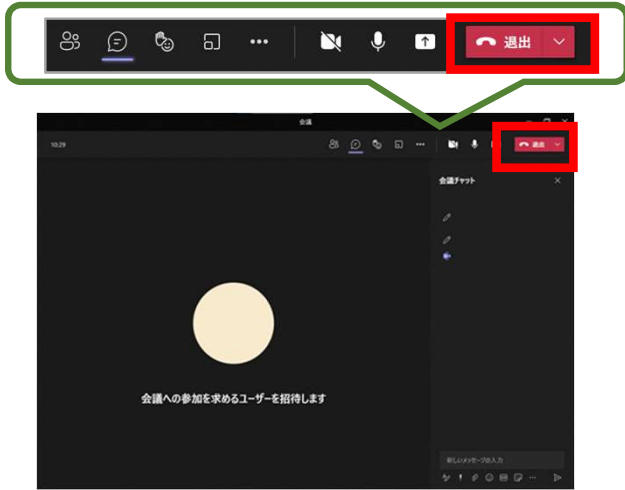 退出
会議
10:29
退出
会議チャット
会議への参加を求めるユーザーを招待します
新しいメッセージの入力